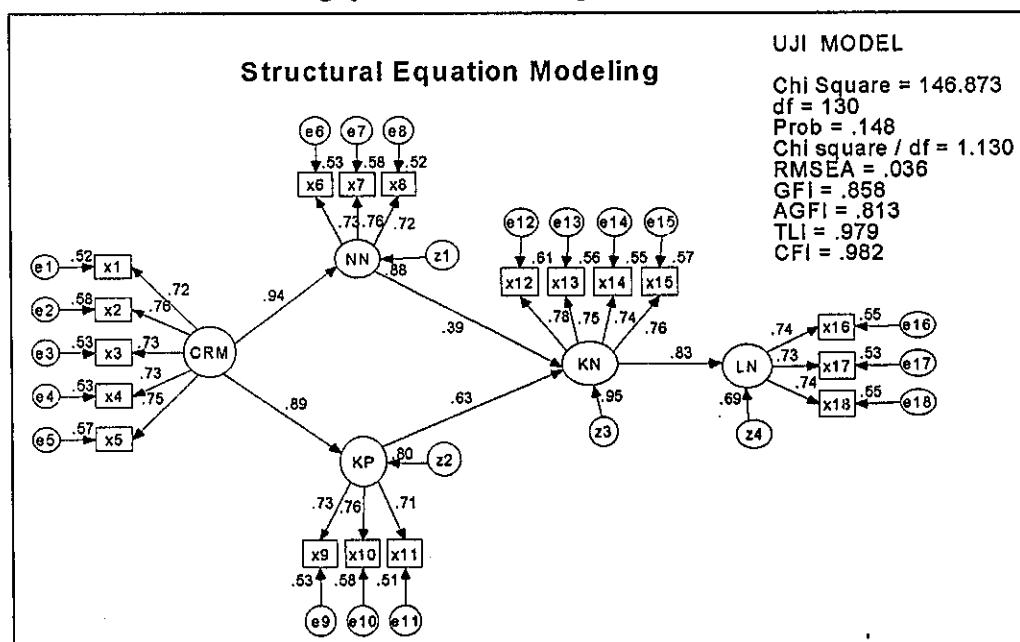 UJI MODEL
Structural Equation Modeling
Chi Square = 146.873
df = 130
Prob = .148
Chi square / df = 1.130
RMSEA = .036
GFI = .858
AGFI = .813
TLI = .979
CFI = .982
e6 e7 e8
.53 .58 .52
x6 x7 x8
.73 .76 .72
NN z1
.88
e12 e13 e14 e15
.61 .56 .55 .57
x12 x13 x14 x15
.78 .75 .74 .76
e1 .52 x1 .72
e2 .58 x2 .76
e3 .53 x3 .73
e4 .53 x4 .73
e5 .57 x5 .75
CRM
.94
.39
.89
.63
KN
.95
z3
.83
LN
.69
z4
.74 x16 .55 e16
.73 x17 .53 e17
.74 x18 .55 e18
KP .80 z2
.73 .76 .71
x9 x10 x11
.53 .58 .51
e9 e10 e11